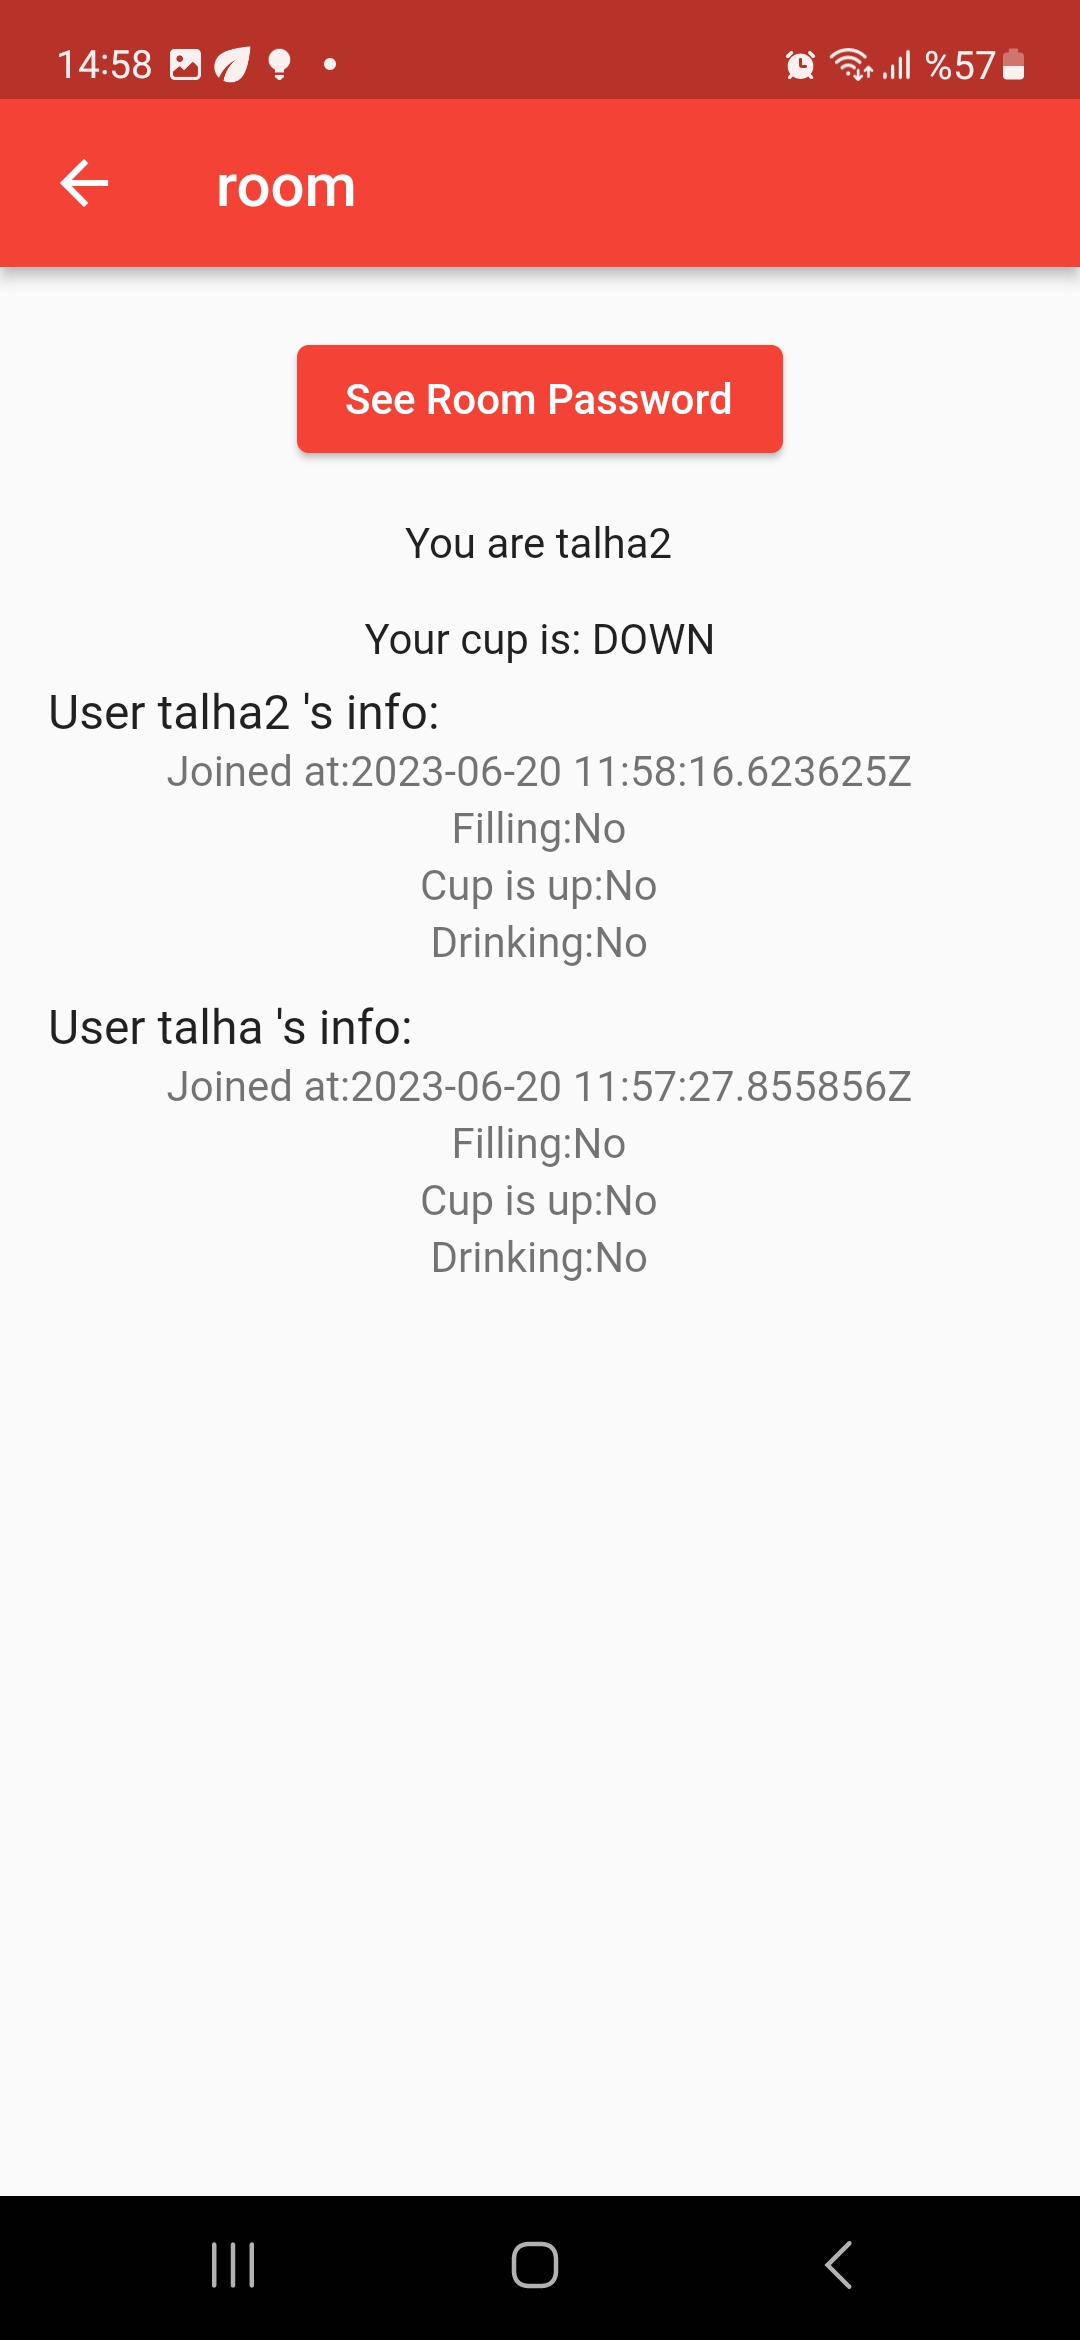 14:58 %57
room
See Room Password
You are talha2
Your cup is: DOWN
User talha2 's info:
Joined at:2023-06-20 11:58:16.623625Z
Filling:No
Cup is up:No
Drinking:No
User talha 's info:
Joined at:2023-06-20 11:57:27.855856Z
Filling:No
Cup is up:No
Drinking:No